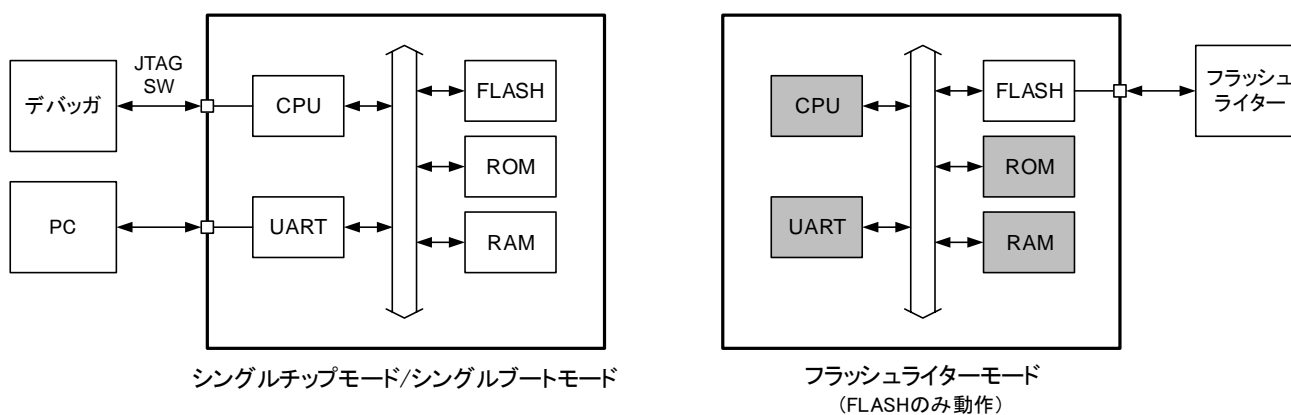 デバッガ
JTAG
SW
CPU
FLASH
ROM
PC
UART
RAM
シングルチップモード/シングルブートモード
CPU
FLASH
フラッシュ
ライター
ROM
UART
RAM
フラッシュライターモード
(FLASHのみ動作)